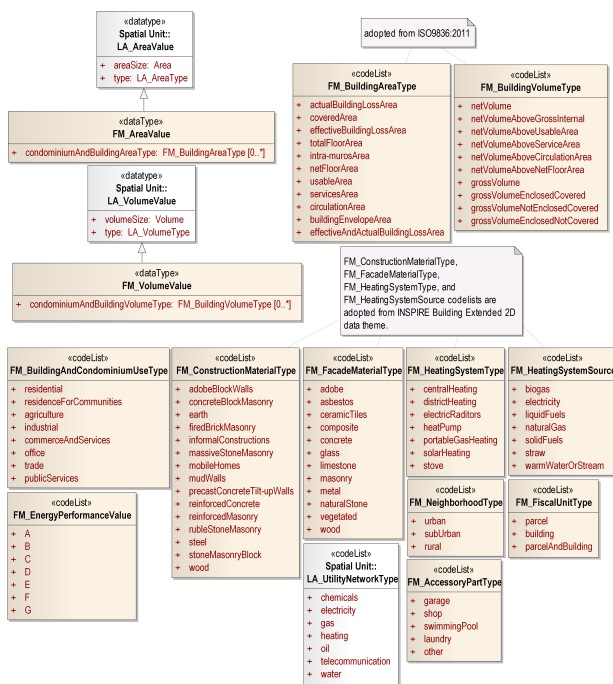 «datatype»
Spatial Unit::
LA_AreaValue
+ areaSize: Area
+ type: LA_AreaType
«dataType»
FM_AreaValue
+ condominiumAndBuildingAreaType: FM_BuildingAreaType [0..*]
«datatype»
Spatial Unit::
LA_VolumeValue
+ volumeSize: Volume
+ type: LA_VolumeType
«dataType»
FM_VolumeValue
+ condominiumAndBuildingVolumeType: FM_BuildingVolumeType [0..*]
adopted from ISO9836:2011
«codeList»
FM_BuildingAreaType
+ actualBuildingLossArea
+ coveredArea
+ effectiveBuildingLossArea
+ totalFloorArea
+ intra-murosArea
+ netFloorArea
+ usableArea
+ servicesArea
+ circulationArea
+ buildingEnvelopeArea
+ effectiveAndActualBuildingLossArea
«codeList»
FM_BuildingVolumeType
+ netVolume
+ netVolumeAboveGrossInternal
+ netVolumeAboveUsableArea
+ netVolumeAboveServiceArea
+ netVolumeAboveCirculationArea
+ netVolumeAboveNetFloorArea
+ grossVolume
+ grossVolumeEnclosedCovered
+ grossVolumeNotEnclosedCovered
+ grossVolumeEnclosedNotCovered
FM_ConstructionMaterialType,
FM_FacadeMaterialType,
FM_HeatingSystemType, and
FM_HeatingSystemSource codelists are
adopted from INSPIRE Building Extended 2D
data theme.
«codeList»
FM_BuildingAndCondominiumUseType
+ residential
+ residenceForCommunities
+ agriculture
+ industrial
+ commerceAndServices
+ office
+ trade
+ publicServices
«codeList»
FM_ConstructionMaterialType
+ adobeBlockWalls
+ concreteBlockMasonry
+ earth
+ firedBrickMasonry
+ informalConstructions
+ massiveStoneMasonry
+ mobileHomes
+ mudWalls
+ precastConcreteTilt-upWalls
+ reinforcedConcrete
+ reinforcedMasonry
+ rubleStoneMasonry
+ steel
+ stoneMasonryBlock
+ wood
«codeList»
FM_FacadeMaterialType
+ adobe
+ asbestos
+ ceramicTiles
+ composite
+ concrete
+ glass
+ limestone
+ masonry
+ metal
+ naturalStone
+ vegetated
+ wood
«codeList»
FM_HeatingSystemType
+ centralHeating
+ districtHeating
+ electricRaditors
+ heatPump
+ portableGasHeating
+ solarHeating
+ stove
«codeList»
FM_HeatingSystemSource
+ biogas
+ electricity
+ liquidFuels
+ naturalGas
+ solidFuels
+ straw
+ warmWaterOrStream
«codeList»
FM_EnergyPerformanceValue
+ A
+ B
+ C
+ D
+ E
+ F
+ G
«codeList»
FM_NeighborhoodType
+ urban
+ subUrban
+ rural
«codeList»
FM_FiscalUnitType
+ parcel
+ building
+ parcelAndBuilding
«codeList»
Spatial Unit::
LA_UtilityNetworkType
+ chemicals
+ electricity
+ gas
+ heating
+ oil
+ telecommunication
+ water
«codeList»
FM_AccessoryPartType
+ garage
+ shop
+ swimmingPool
+ laundry
+ other